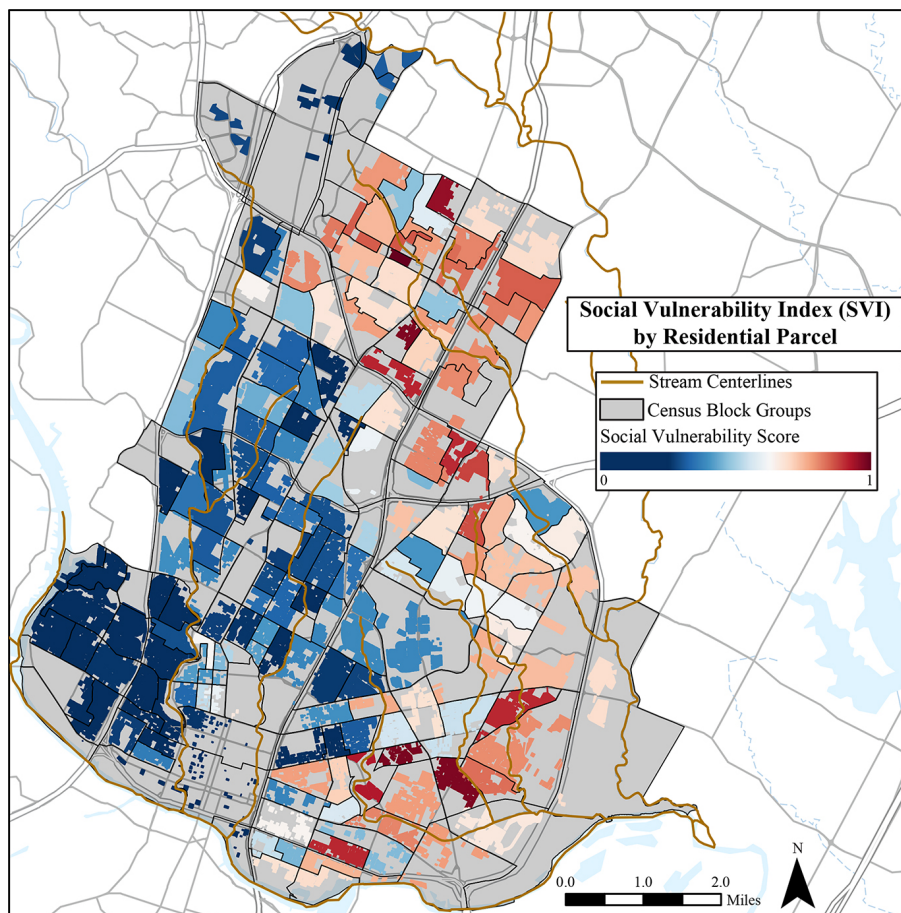 Social Vulnerability Index (SVI)
by Residential Parcel
Stream Centerlines
Census Block Groups
Social Vulnerability Score
0 1
N
0.0 1.0 2.0
Miles